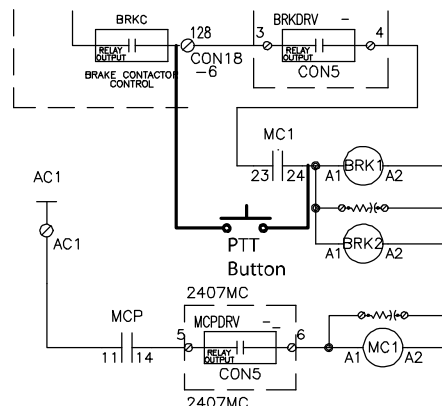 BRKC
RELAY
OUTPUT
BRAKE CONTACTOR
CONTROL
128
CON18
-6
3
BRKDRV -
4
RELAY
OUTPUT
CON5
MC1
23 24
A1 BRK1 A2
AC1
AC1
PTT
Button
A1 BRK2 A2
2407MC
MCP
11 14
MCPDRV -_
5
6
RELAY
OUTPUT
CON5
A1 MC1 A2
2407MC